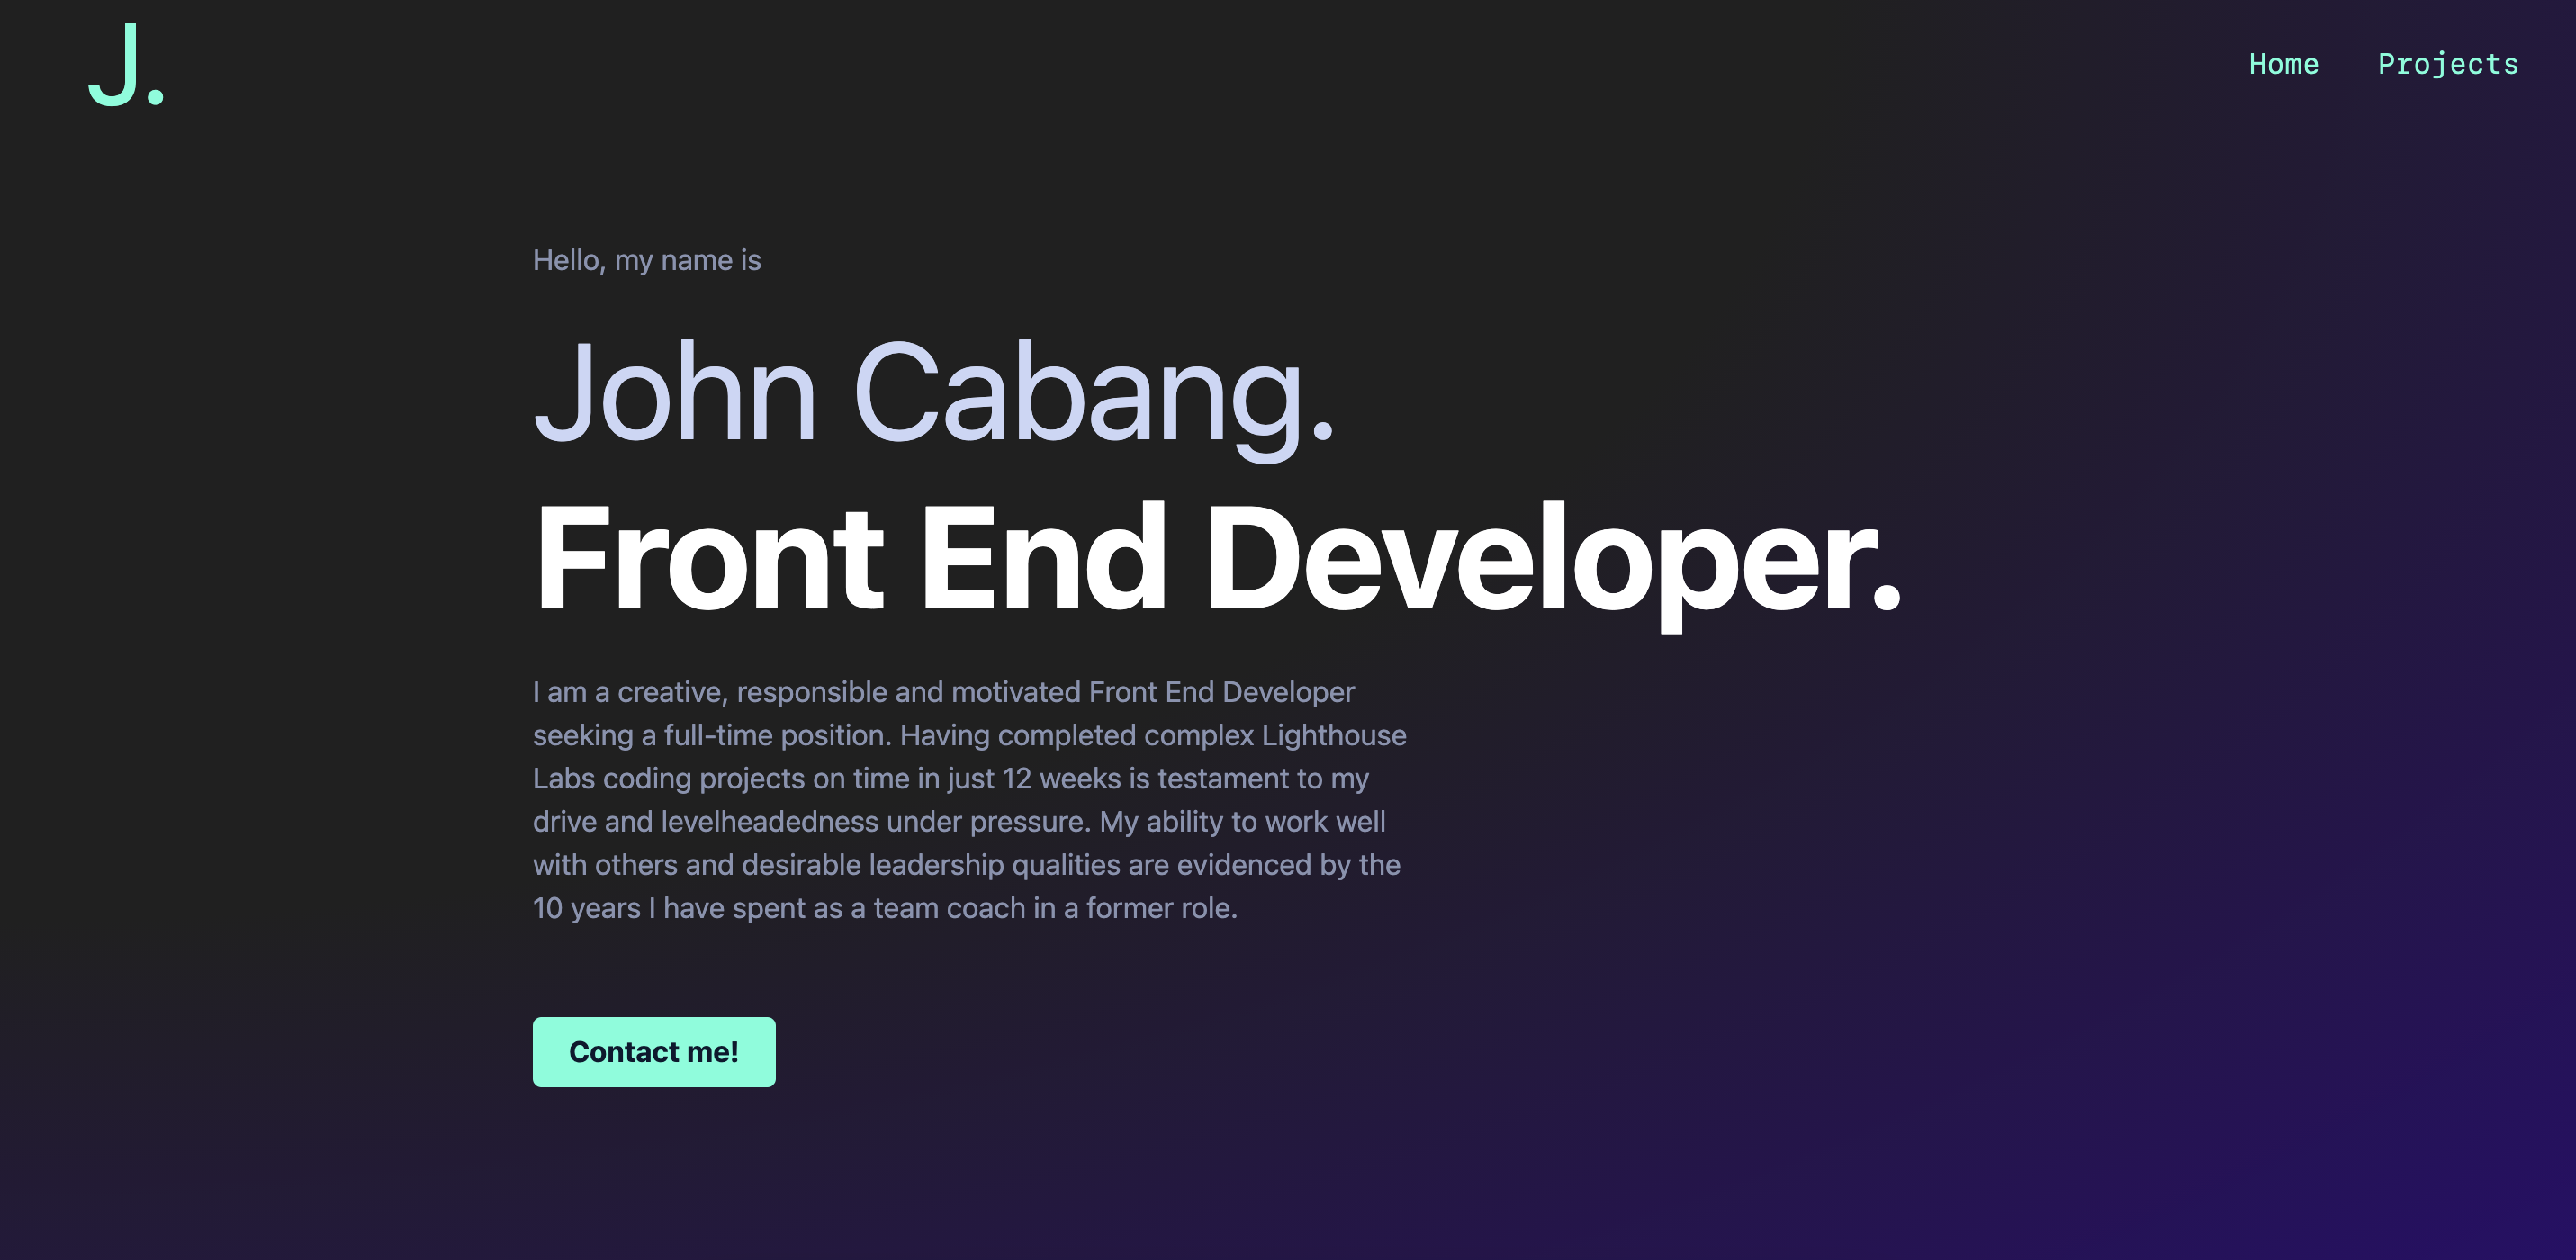 J.
Home Projects
Hello, my name is
John Cabang.
Front End Developer.
I am a creative, responsible and motivated Front End Developer
seeking a full-time position. Having completed complex Lighthouse
Labs coding projects on time in just 12 weeks is testament to my
drive and levelheadedness under pressure. My ability to work well
with others and desirable leadership qualities are evidenced by the
10 years I have spent as a team coach in a former role.
Contact me!